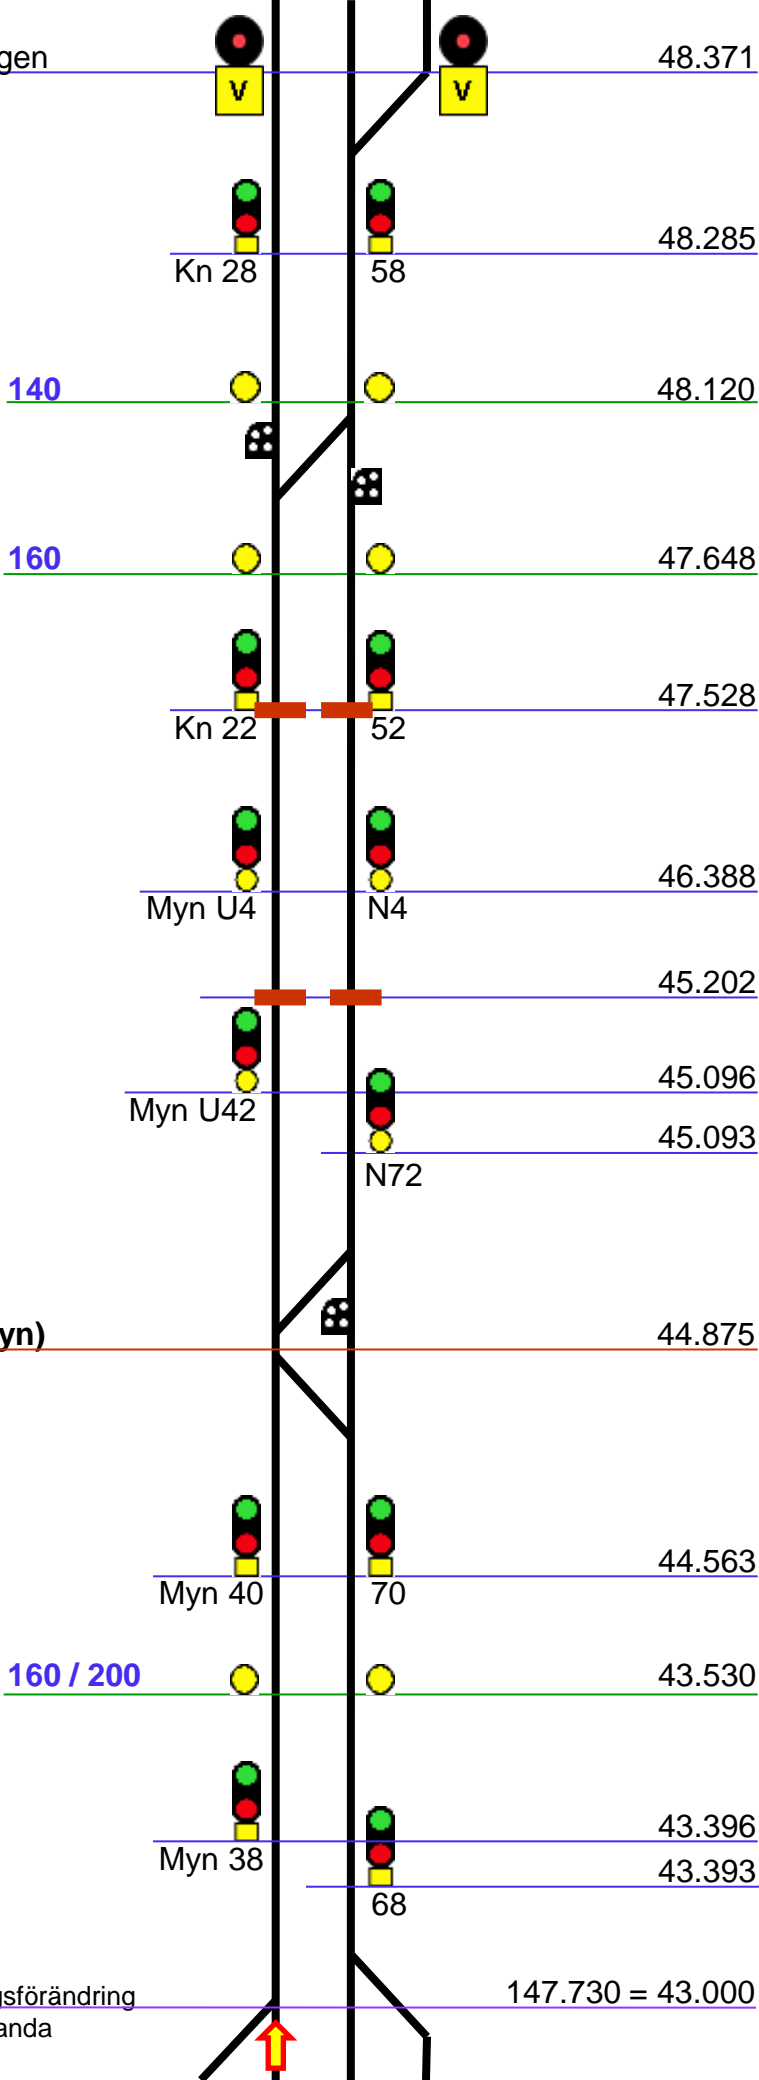 gen 48.371
V V
48.285
Kn 28 58
140 48.120
160 47.648
47.528
Kn 22 52
46.388
Myn U4 N4
45.202
45.096
Myn U42
45.093
N72
yn) 44.875
44.563
Myn 40 70
160 / 200 43.530
43.396
Myn 38
43.393
68
gsförändring 147.730 = 43.000
anda